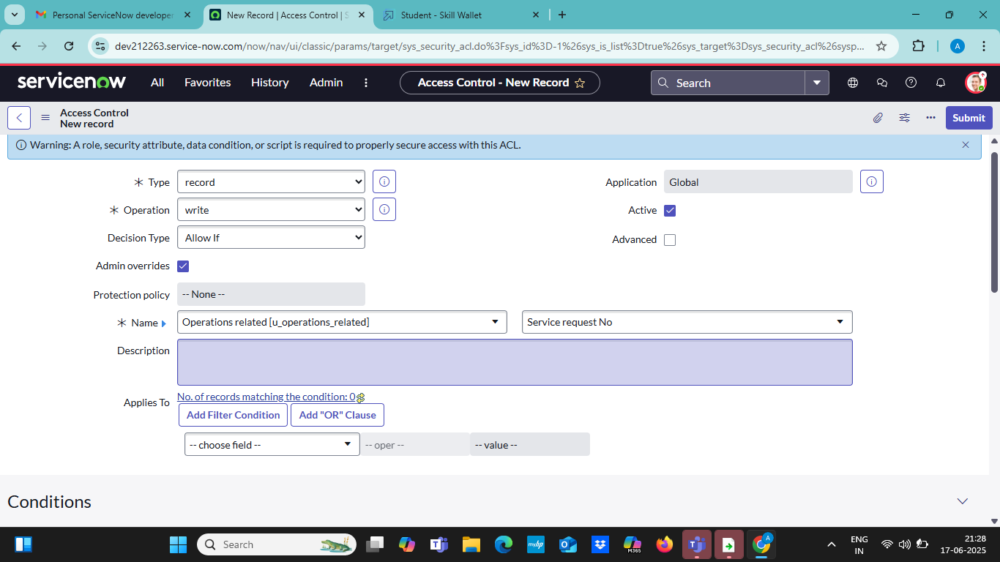 Personal ServiceNow develope
New Record | Access Control | S
Student - Skill Wallet
dev212263.service-now.com/now/nav/ui/classic/params/target/sys_security_acl.do%3Fsys_id%3D-1%26sys_is_list%3Dtrue%26sys_target%3Dsys_security_acl%26sysp...
A
servicenow
All
Favorites
History
Admin
Access Control - New Record
Search
Access Control
New record
Submit
Warning: A role, security attribute, data condition, or script is required to properly secure access with this ACL.
Type
record
Application
Global
Operation
write
Active
Decision Type
Allow If
Advanced
Admin overrides
Protection policy
-- None --
Name
Operations related [u_operations_related]
Service request No
Description
Applies To
No. of records matching the condition: 0
Add Filter Condition
Add "OR" Clause
-- choose field --
-- oper --
-- value --
Conditions
Search
myhp
M365
A
ENG
IN
21:28
17-06-2025